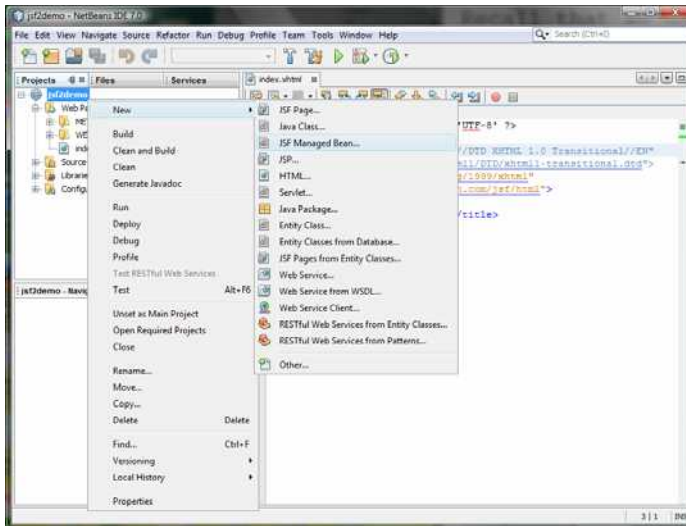 jsf2demo - NetBeans IDE 7.0
File Edit View Navigate Source Refactor Run Debug Profile Team Tools Window Help
Search (Ctrl+I)
Projects
Files
Services
index.xhtml
jsf2demo
Web Pa
ME
WE
ind
Source
Librarie
Config
jsf2demo - Navig
New
Build
Clean and Build
Clean
Generate Javadoc
Run
Deploy
Debug
Profile
Test RESTful Web Services
Test Alt+F6
Unset as Main Project
Open Required Projects
Close
Rename...
Move...
Copy...
Delete Delete
Find... Ctrl+F
Versioning
Local History
Properties
JSF Page...
Java Class...
JSF Managed Bean...
JSP...
HTML...
Servlet...
Java Package...
Entity Class...
Entity Classes from Database...
JSF Pages from Entity Classes...
Web Service...
Web Service from WSDL...
Web Service Client...
RESTful Web Services from Entity Classes...
RESTful Web Services from Patterns...
Other...
'UTF-8' ?>
//DTD XHTML 1.0 Transitional//EN"
/DTD/xhtml1-transitional.dtd">
/1999/xhtml"
.com/jsf/html">
/title>
3|1 INS